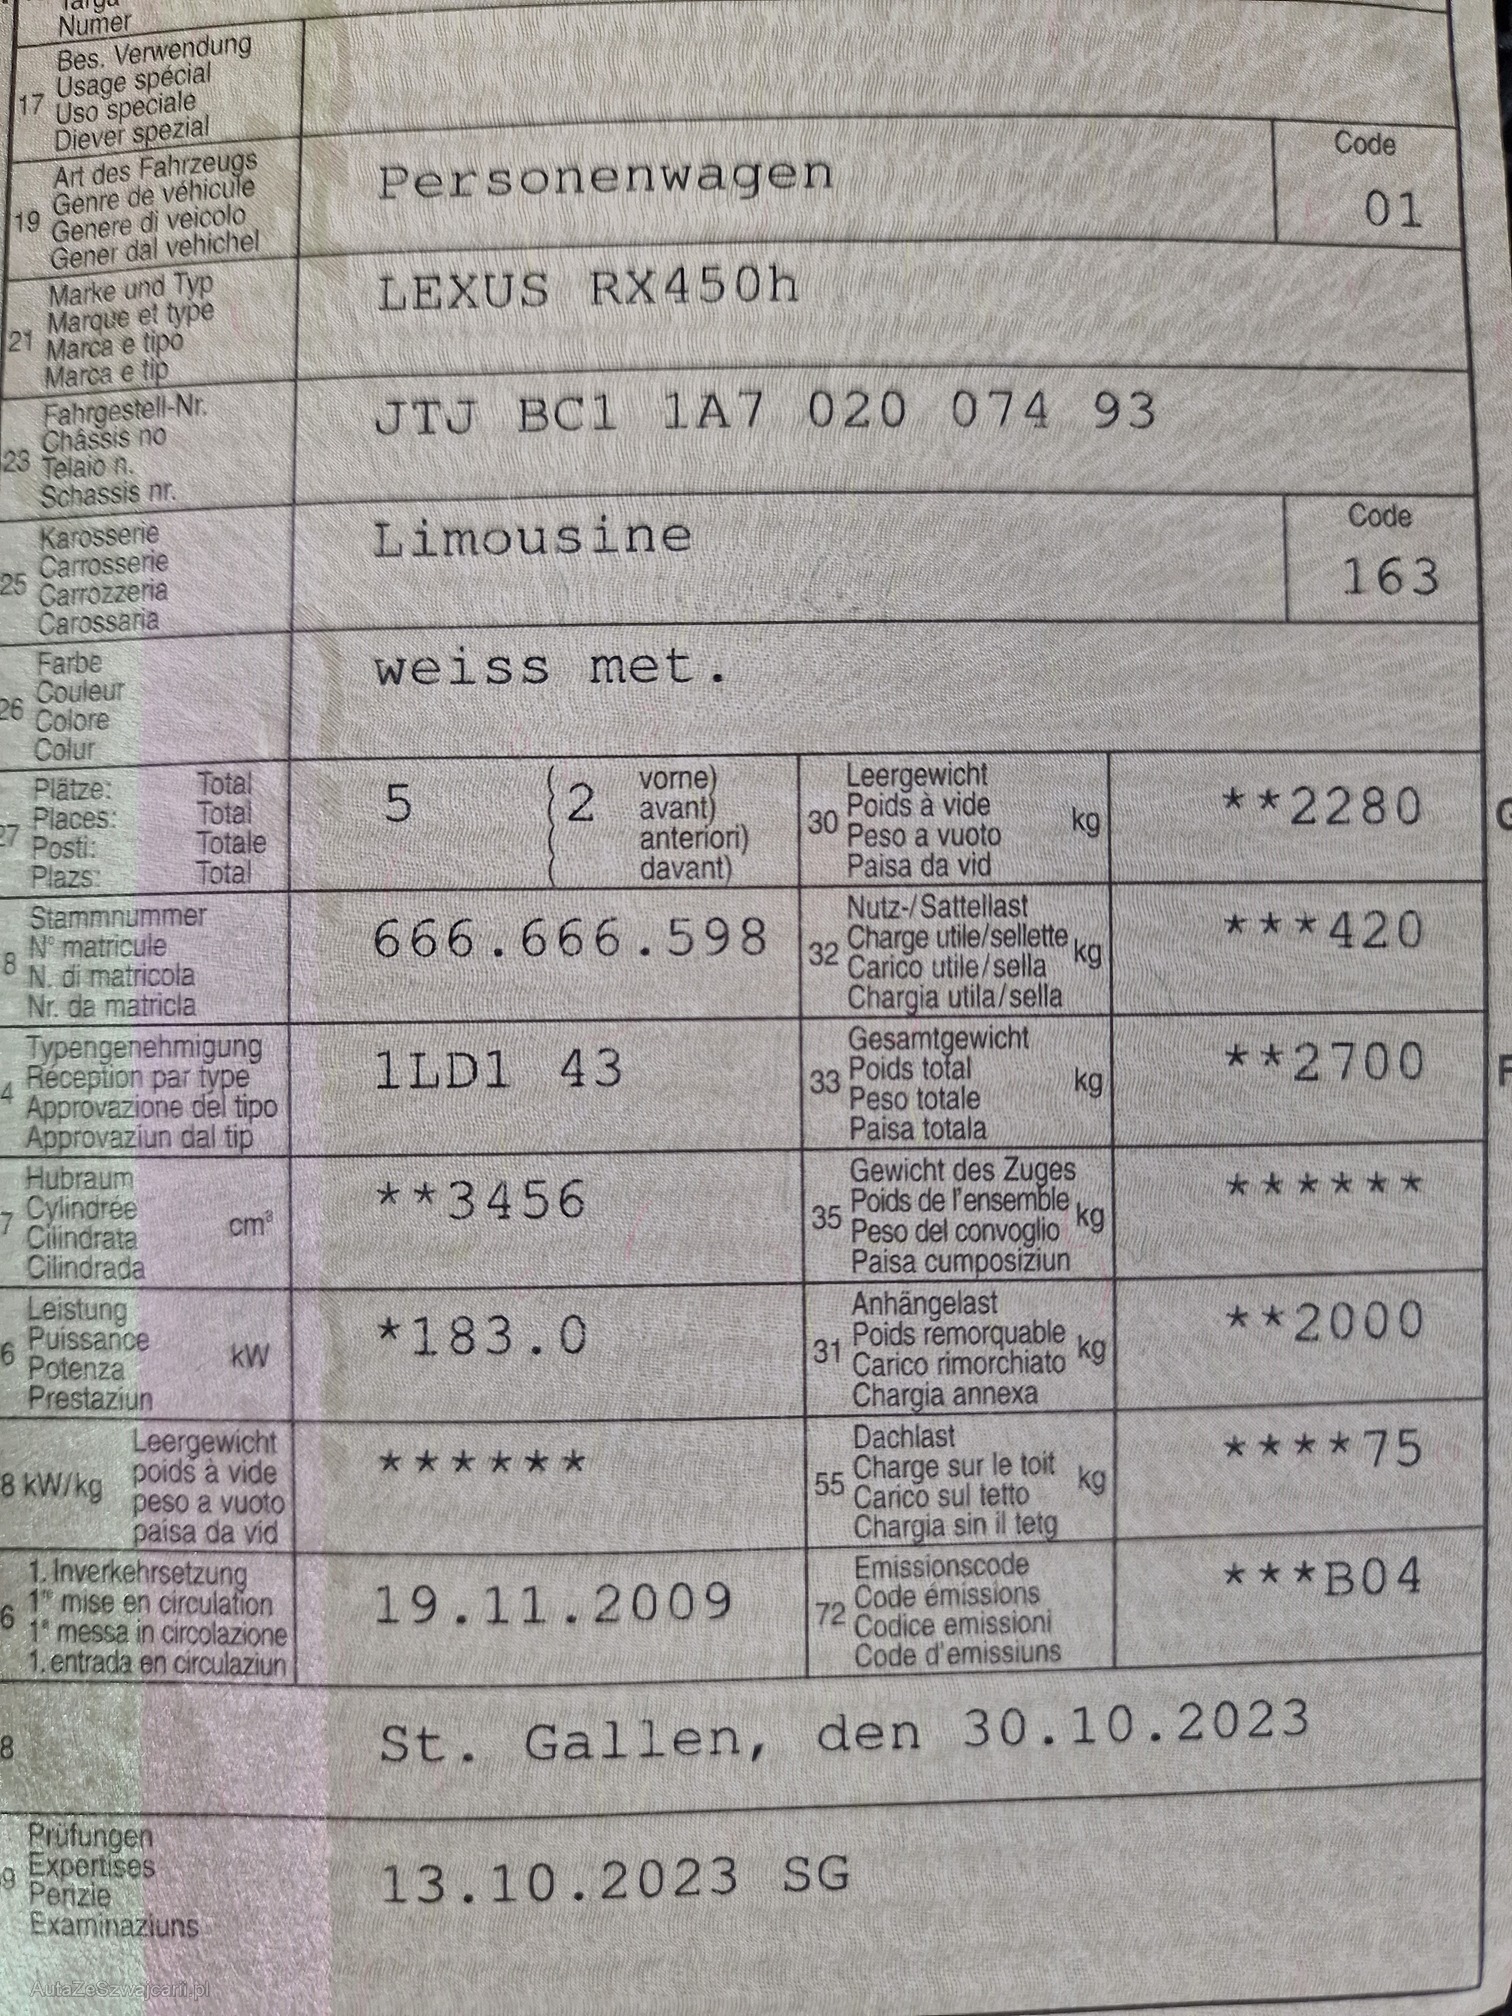 Targa
Numer
17 Bes. Verwendung
Usage spécial
Uso speciale
Diever spezial
19 Art des Fahrzeugs
Genre de véhicule
Genere di veicolo
Gener dal vehichel
Personenwagen
Code
01
21 Marke und Typ
Marque et type
Marca e tipo
Marca e tip
LEXUS RX450h
23 Fahrgestell-Nr.
Châssis no
Telaio n.
Schassis nr.
JTJ BC1 1A7 020 074 93
25 Karosserie
Carrosserie
Carrozzeria
Carossaria
Limousine
Code
163
26 Farbe
Couleur
Colore
Colur
weiss met.
27 Plätze: Total
Places: Total
Posti: Totale
Plazs: Total
5 (2 vorne)
avant)
anteriori)
davant)
30 Leergewicht
Poids à vide
Peso a vuoto
Paisa da vid
kg
**2280
8 Stammnummer
N° matricule
N. di matricola
Nr. da matricla
666.666.598
32 Nutz-/Sattellast
Charge utile/sellette
Carico utile/sella
Chargia utila/sella
kg
***420
4 Typengenehmigung
Réception par type
Approvazione del tipo
Approvaziun dal tip
1LD1 43
33 Gesamtgewicht
Poids total
Peso totale
Paisa totala
kg
**2700
7 Hubraum
Cylindrée
Cilindrata
Cilindrada
cm³
**3456
35 Gewicht des Zuges
Poids de l'ensemble
Peso del convoglio
Paisa cumposiziun
kg
******
6 Leistung
Puissance
Potenza
Prestaziun
kW
*183.0
31 Anhängelast
Poids remorquable
Carico rimorchiato
Chargia annexa
kg
**2000
8 kW/kg
Leergewicht
poids à vide
peso a vuoto
paisa da vid
******
55 Dachlast
Charge sur le toit
Carico sul tetto
Chargia sin il tetg
kg
****75
6 1. Inverkehrsetzung
1re mise en circulation
1a messa in circolazione
1. entrada en circulaziun
19.11.2009
72 Emissionscode
Code émissions
Codice emissioni
Code d'emissiuns
***B04
8
St. Gallen, den 30.10.2023
9 Prüfungen
Expertises
Perizie
Examinaziuns
13.10.2023 SG
AutaZeSzwajcarii.pl